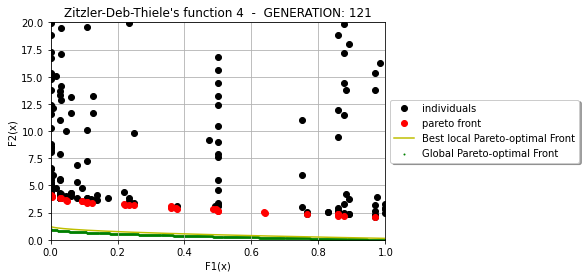 Zitzler-Deb-Thiele's function 4 - GENERATION: 121
20.0
17.5
15.0
12.5
10.0
7.5
5.0
2.5
0.0
F2(x)
0.0 0.2 0.4 0.6 0.8 1.0
F1(x)
individuals
pareto front
Best local Pareto-optimal Front
Global Pareto-optimal Front